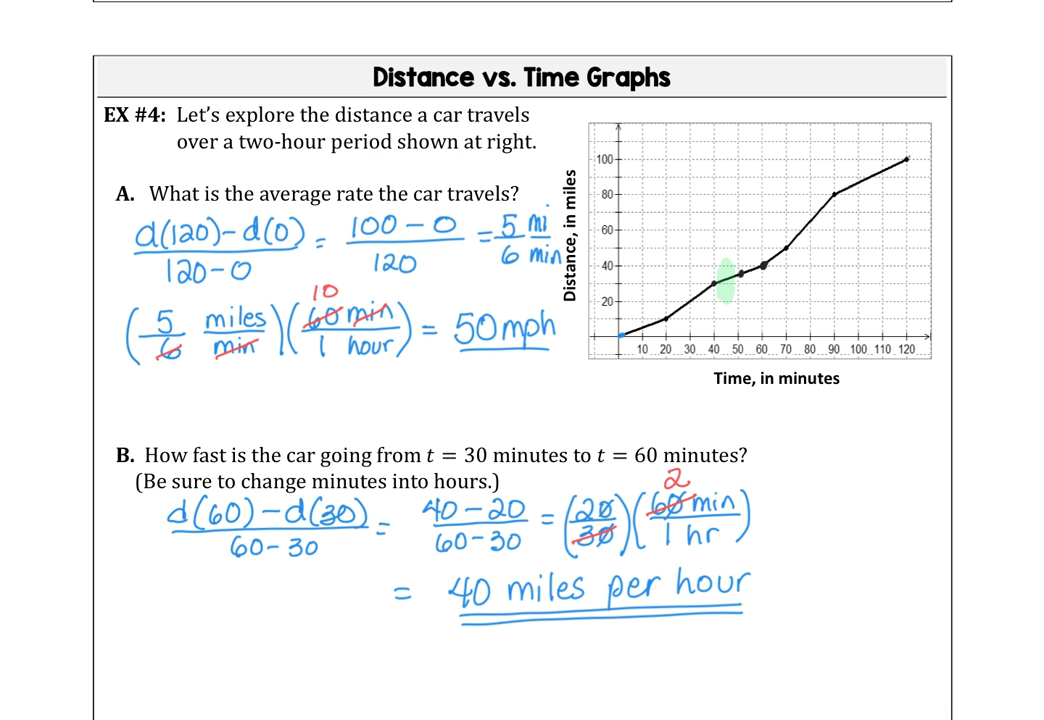 Distance vs. Time Graphs
EX #4: Let's explore the distance a car travels
over a two-hour period shown at right.
A. What is the average rate the car travels?
d(120)-d(0) / 120-0 = 100-0 / 120 = 5 mi / 6 min
(5/6 miles/min)(60 min/1 hour) = 50mph
10
Distance, in miles
100
80
60
40
20
10 20 30 40 50 60 70 80 90 100 110 120
Time, in minutes
B. How fast is the car going from t = 30 minutes to t = 60 minutes?
(Be sure to change minutes into hours.)
2
d(60)-d(30) / 60-30 = 40-20 / 60-30 = (20/30)(60 min/1 hr)
= 40 miles per hour